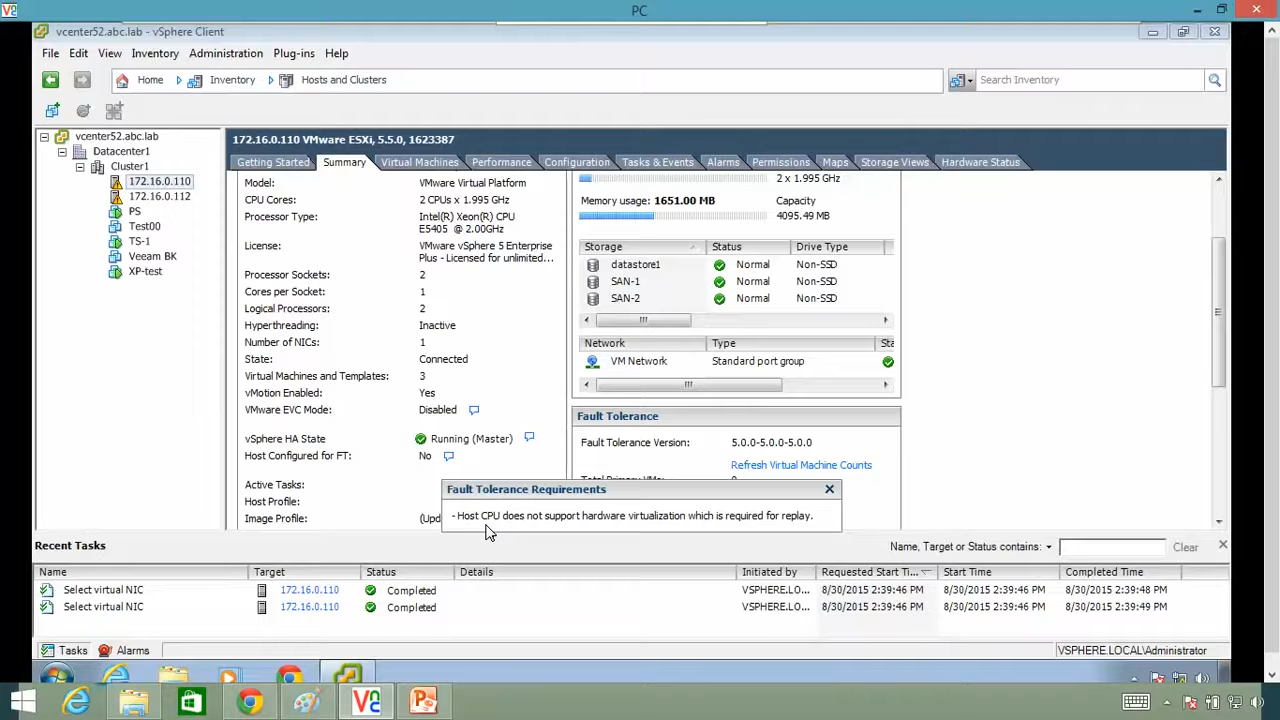 PC
vcenter52.abc.lab - vSphere Client
File Edit View Inventory Administration Plug-ins Help
Home Inventory Hosts and Clusters Search Inventory
vcenter52.abc.lab
Datacenter1
Cluster1
172.16.0.110
172.16.0.112
PS
Test00
TS-1
Veeam BK
XP-test
172.16.0.110 VMware ESXi, 5.5.0, 1623387
Getting Started Summary Virtual Machines Performance Configuration Tasks & Events Alarms Permissions Maps Storage Views Hardware Status
Model: VMware Virtual Platform
CPU Cores: 2 CPUs x 1.995 GHz
Processor Type: Intel(R) Xeon(R) CPU
E5405 @ 2.00GHz
License: VMware vSphere 5 Enterprise
Plus - Licensed for unlimited...
Processor Sockets: 2
Cores per Socket: 1
Logical Processors: 2
Hyperthreading: Inactive
Number of NICs: 1
State: Connected
Virtual Machines and Templates: 3
vMotion Enabled: Yes
VMware EVC Mode: Disabled
vSphere HA State Running (Master)
Host Configured for FT: No
Active Tasks:
Host Profile:
Image Profile: (Upd
2 x 1.995 GHz
Memory usage: 1651.00 MB Capacity
4095.49 MB
Storage Status Drive Type
datastore1 Normal Non-SSD
SAN-1 Normal Non-SSD
SAN-2 Normal Non-SSD
Network Type Sta
VM Network Standard port group
Fault Tolerance
Fault Tolerance Version: 5.0.0-5.0.0-5.0.0
Refresh Virtual Machine Counts
Fault Tolerance Requirements
- Host CPU does not support hardware virtualization which is required for replay.
Recent Tasks Name, Target or Status contains: Clear
Name Target Status Details Initiated by Requested Start Ti... Start Time Completed Time
Select virtual NIC 172.16.0.110 Completed VSPHERE.LO... 8/30/2015 2:39:46 PM 8/30/2015 2:39:46 PM 8/30/2015 2:39:48 PM
Select virtual NIC 172.16.0.110 Completed VSPHERE.LO... 8/30/2015 2:39:46 PM 8/30/2015 2:39:46 PM 8/30/2015 2:39:49 PM
Tasks Alarms VSPHERE.LOCAL\Administrator